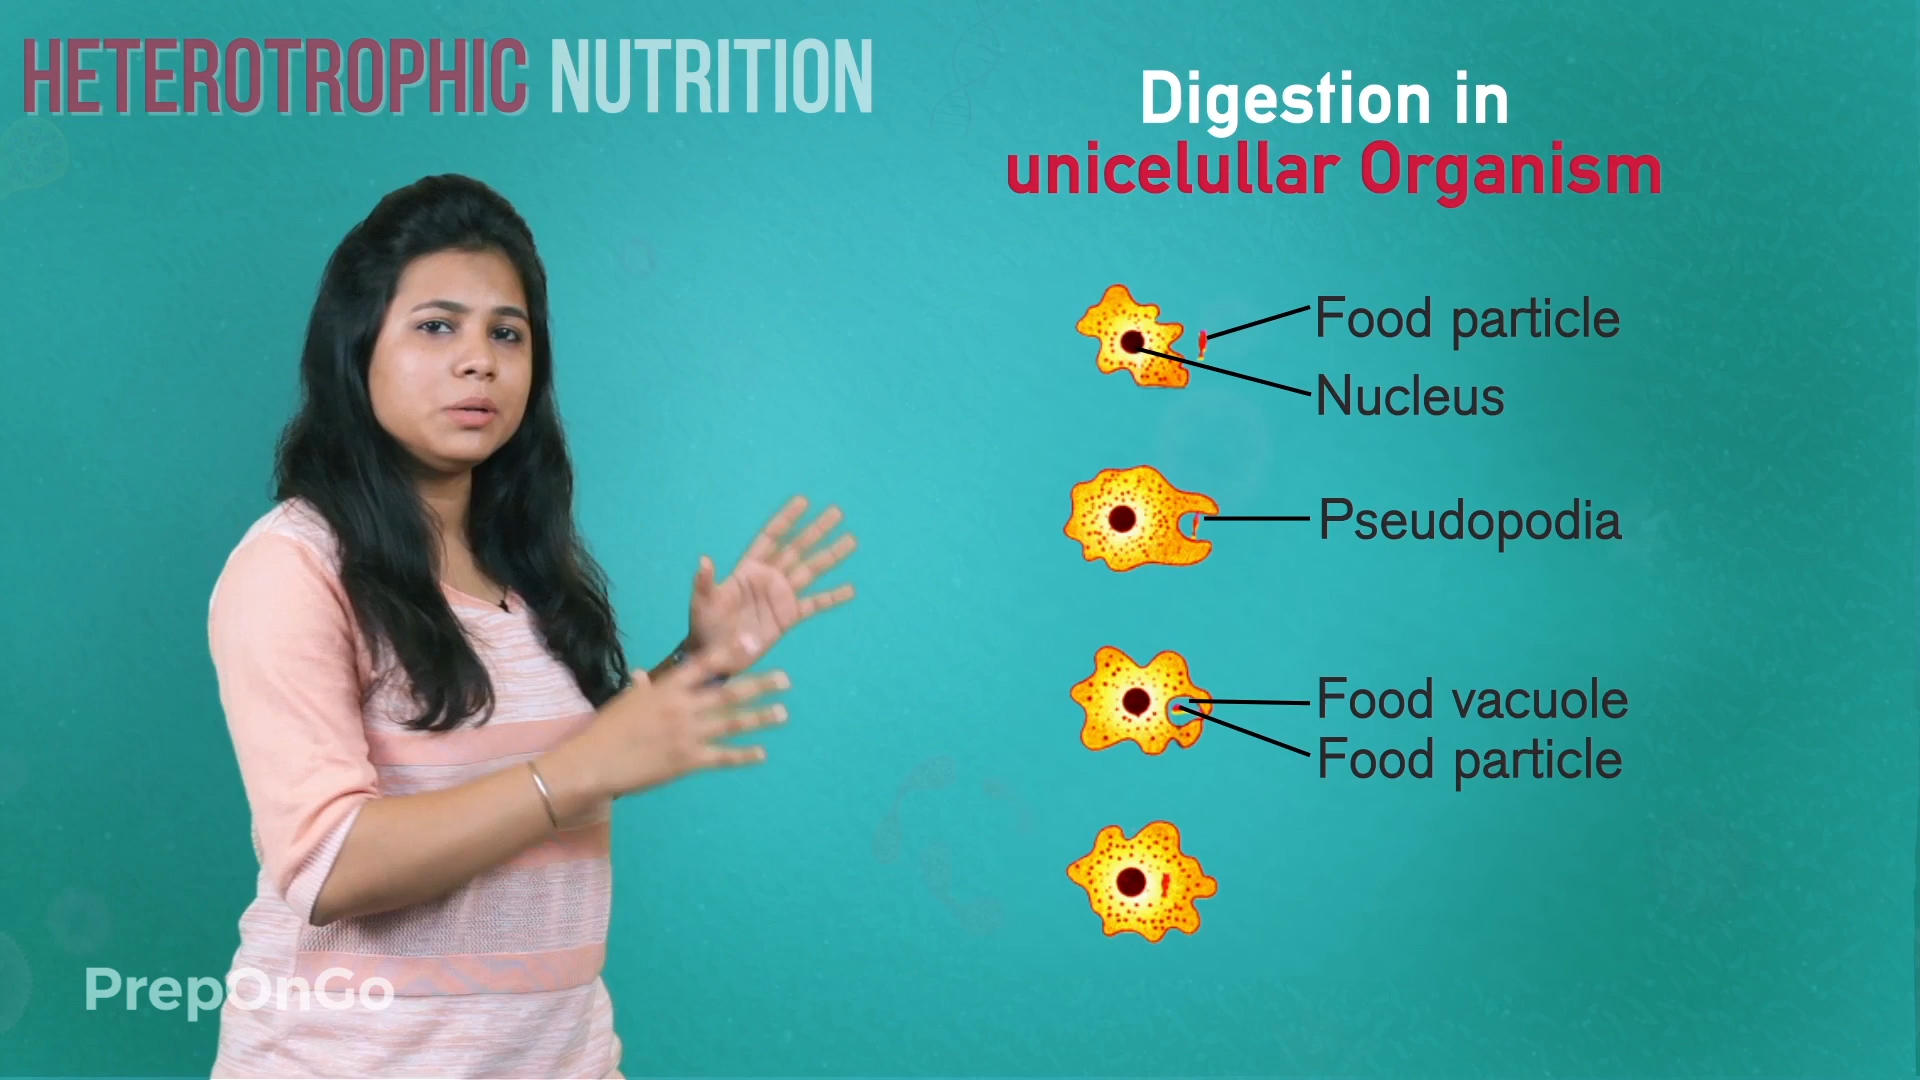 HETEROTROPHIC NUTRITION
Digestion in
unicelullar Organism
Food particle
Nucleus
Pseudopodia
Food vacuole
Food particle
PrepOnGo